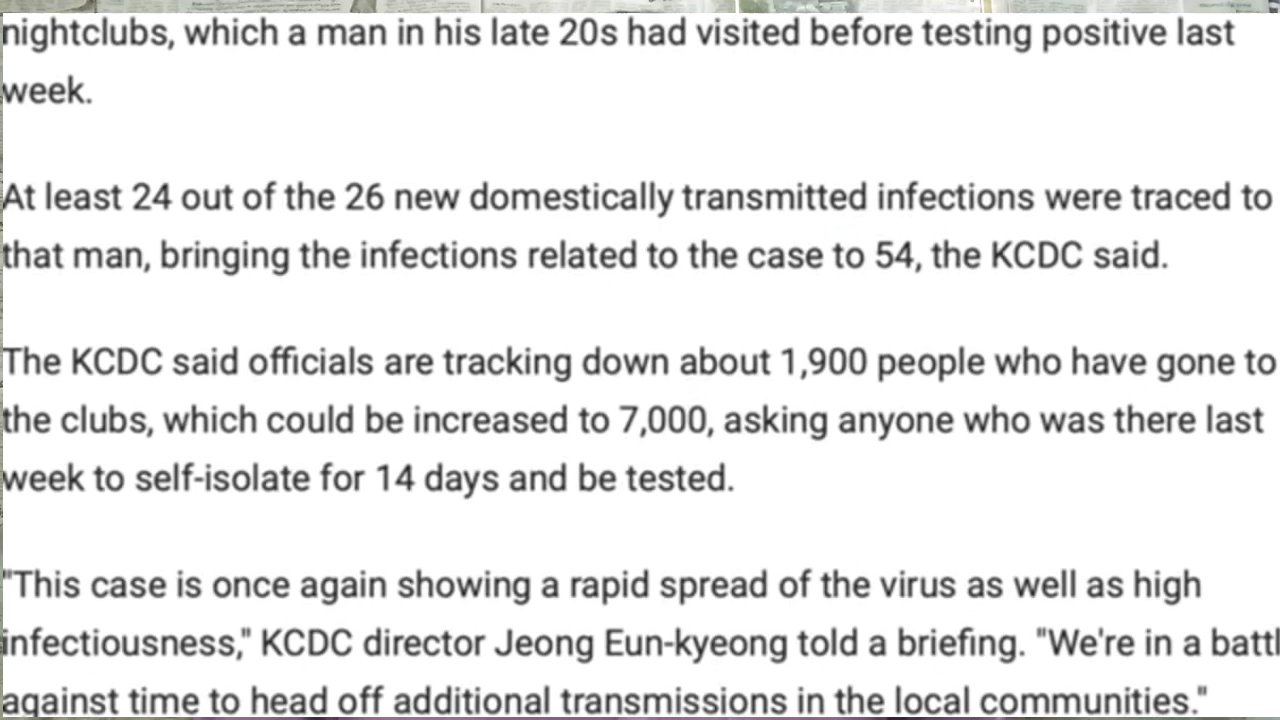 nightclubs, which a man in his late 20s had visited before testing positive last
week.
At least 24 out of the 26 new domestically transmitted infections were traced to
that man, bringing the infections related to the case to 54, the KCDC said.
The KCDC said officials are tracking down about 1,900 people who have gone to
the clubs, which could be increased to 7,000, asking anyone who was there last
week to self-isolate for 14 days and be tested.
"This case is once again showing a rapid spread of the virus as well as high
infectiousness," KCDC director Jeong Eun-kyeong told a briefing. "We're in a battl
against time to head off additional transmissions in the local communities."